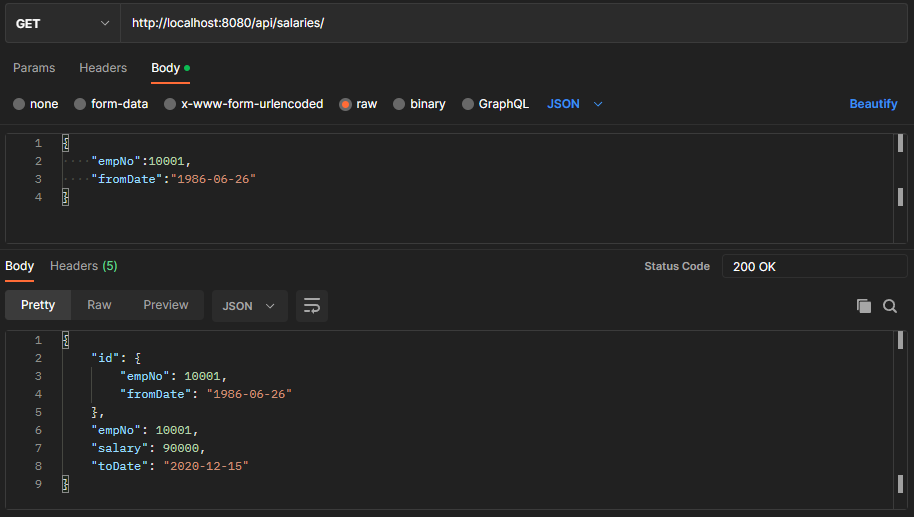 GET http://localhost:8080/api/salaries/
Params Headers Body
none form-data x-www-form-urlencoded raw binary GraphQL JSON Beautify
1 {
2 "empNo":10001,
3 "fromDate":"1986-06-26"
4 }
Body Headers (5) Status Code 200 OK
Pretty Raw Preview JSON
1 {
2 "id": {
3 "empNo": 10001,
4 "fromDate": "1986-06-26"
5 },
6 "empNo": 10001,
7 "salary": 90000,
8 "toDate": "2020-12-15"
9 }